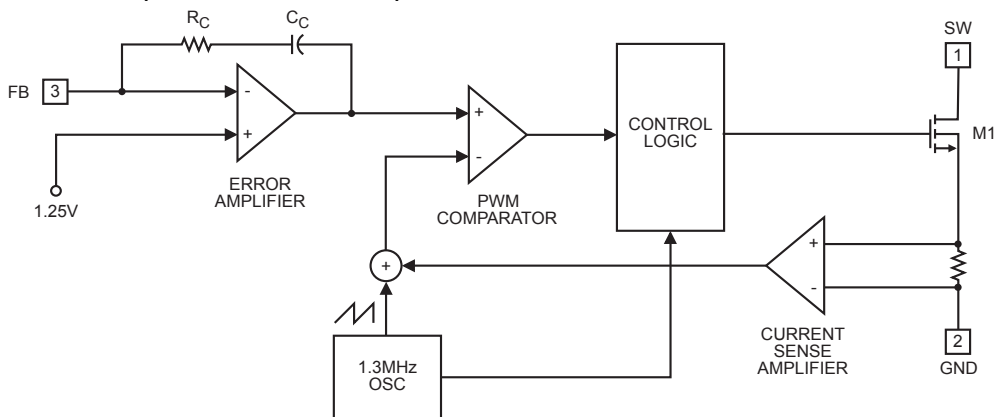 R_C
C_C
SW
1
FB
3
-
+
ERROR
AMPLIFIER
1.25V
+
-
PWM
COMPARATOR
CONTROL
LOGIC
M1
+
+
-
CURRENT
SENSE
AMPLIFIER
2
GND
1.3MHz
OSC